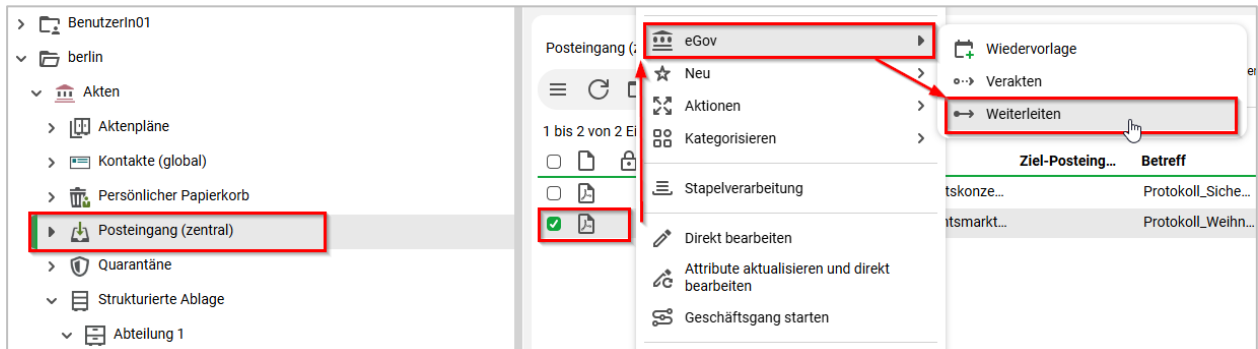 BenutzerIn01
berlin
Akten
Aktenpläne
Kontakte (global)
Persönlicher Papierkorb
Posteingang (zentral)
Quarantäne
Strukturierte Ablage
Abteilung 1
Posteingang (
1 bis 2 von 2 Ei
eGov
Neu
Aktionen
Kategorisieren
Stapelverarbeitung
Direkt bearbeiten
Attribute aktualisieren und direkt
bearbeiten
Geschäftsgang starten
Wiedervorlage
Verakten
Weiterleiten
Ziel-Posteing... Betreff
tskonze... Protokoll_Siche...
ntsmarkt... Protokoll_Weihn...